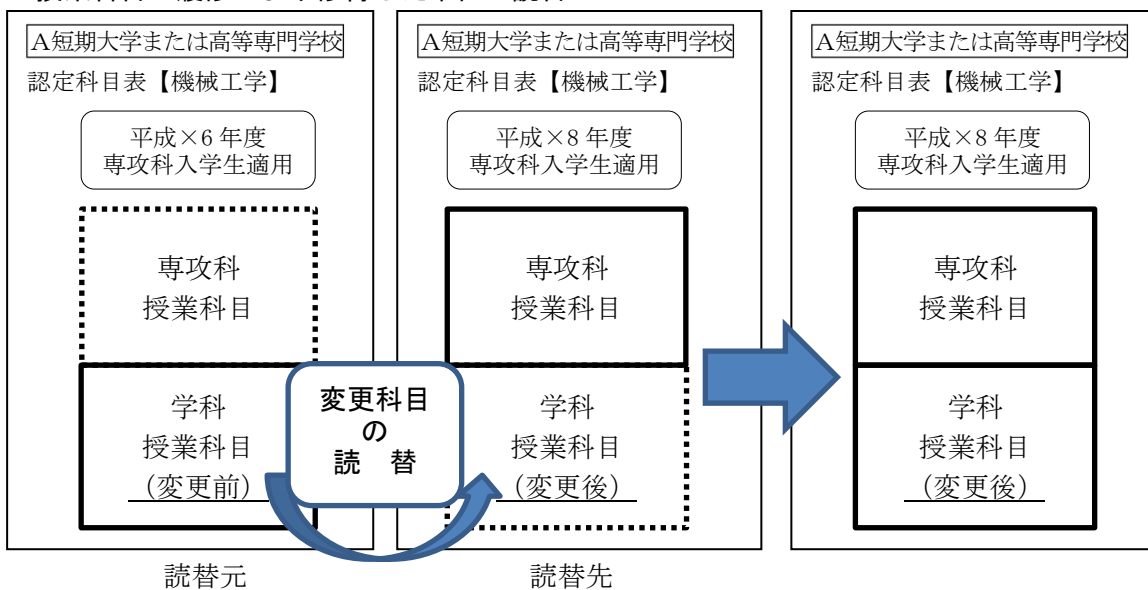 A短期大学または高等専門学校
認定科目表【機械工学】
平成×6 年度
専攻科入学生適用
専攻科
授業科目
学科
授業科目
（変更前）
読替元
変更科目
の
読　替
A短期大学または高等専門学校
認定科目表【機械工学】
平成×8 年度
専攻科入学生適用
専攻科
授業科目
学科
授業科目
（変更後）
読替先
A短期大学または高等専門学校
認定科目表【機械工学】
平成×8 年度
専攻科入学生適用
専攻科
授業科目
学科
授業科目
（変更後）